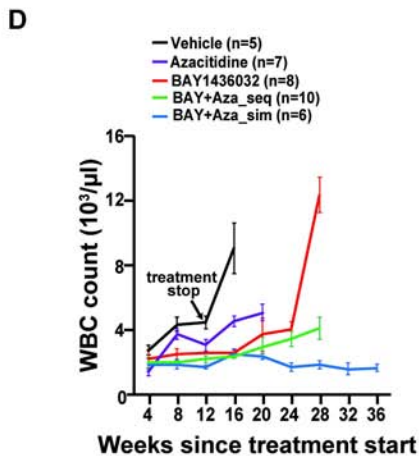 D
Vehicle (n=5)
Azacitidine (n=7)
BAY1436032 (n=8)
BAY+Aza_seq (n=10)
BAY+Aza_sim (n=6)
WBC count (10³/µl)
16
12
8
4
0
treatment
stop
4 8 12 16 20 24 28 32 36
Weeks since treatment start